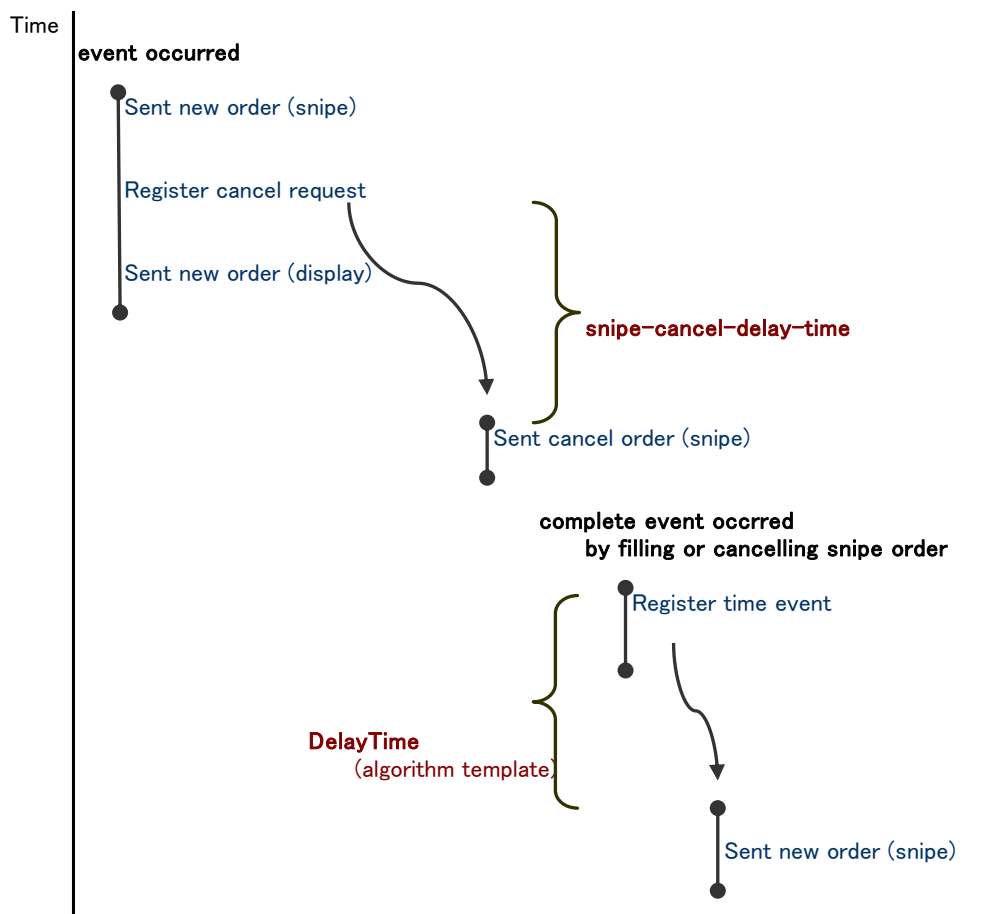 Time
event occurred
Sent new order (snipe)
Register cancel request
Sent new order (display)
snipe-cancel-delay-time
Sent cancel order (snipe)
complete event occrred
by filling or cancelling snipe order
Register time event
DelayTime
(algorithm template)
Sent new order (snipe)